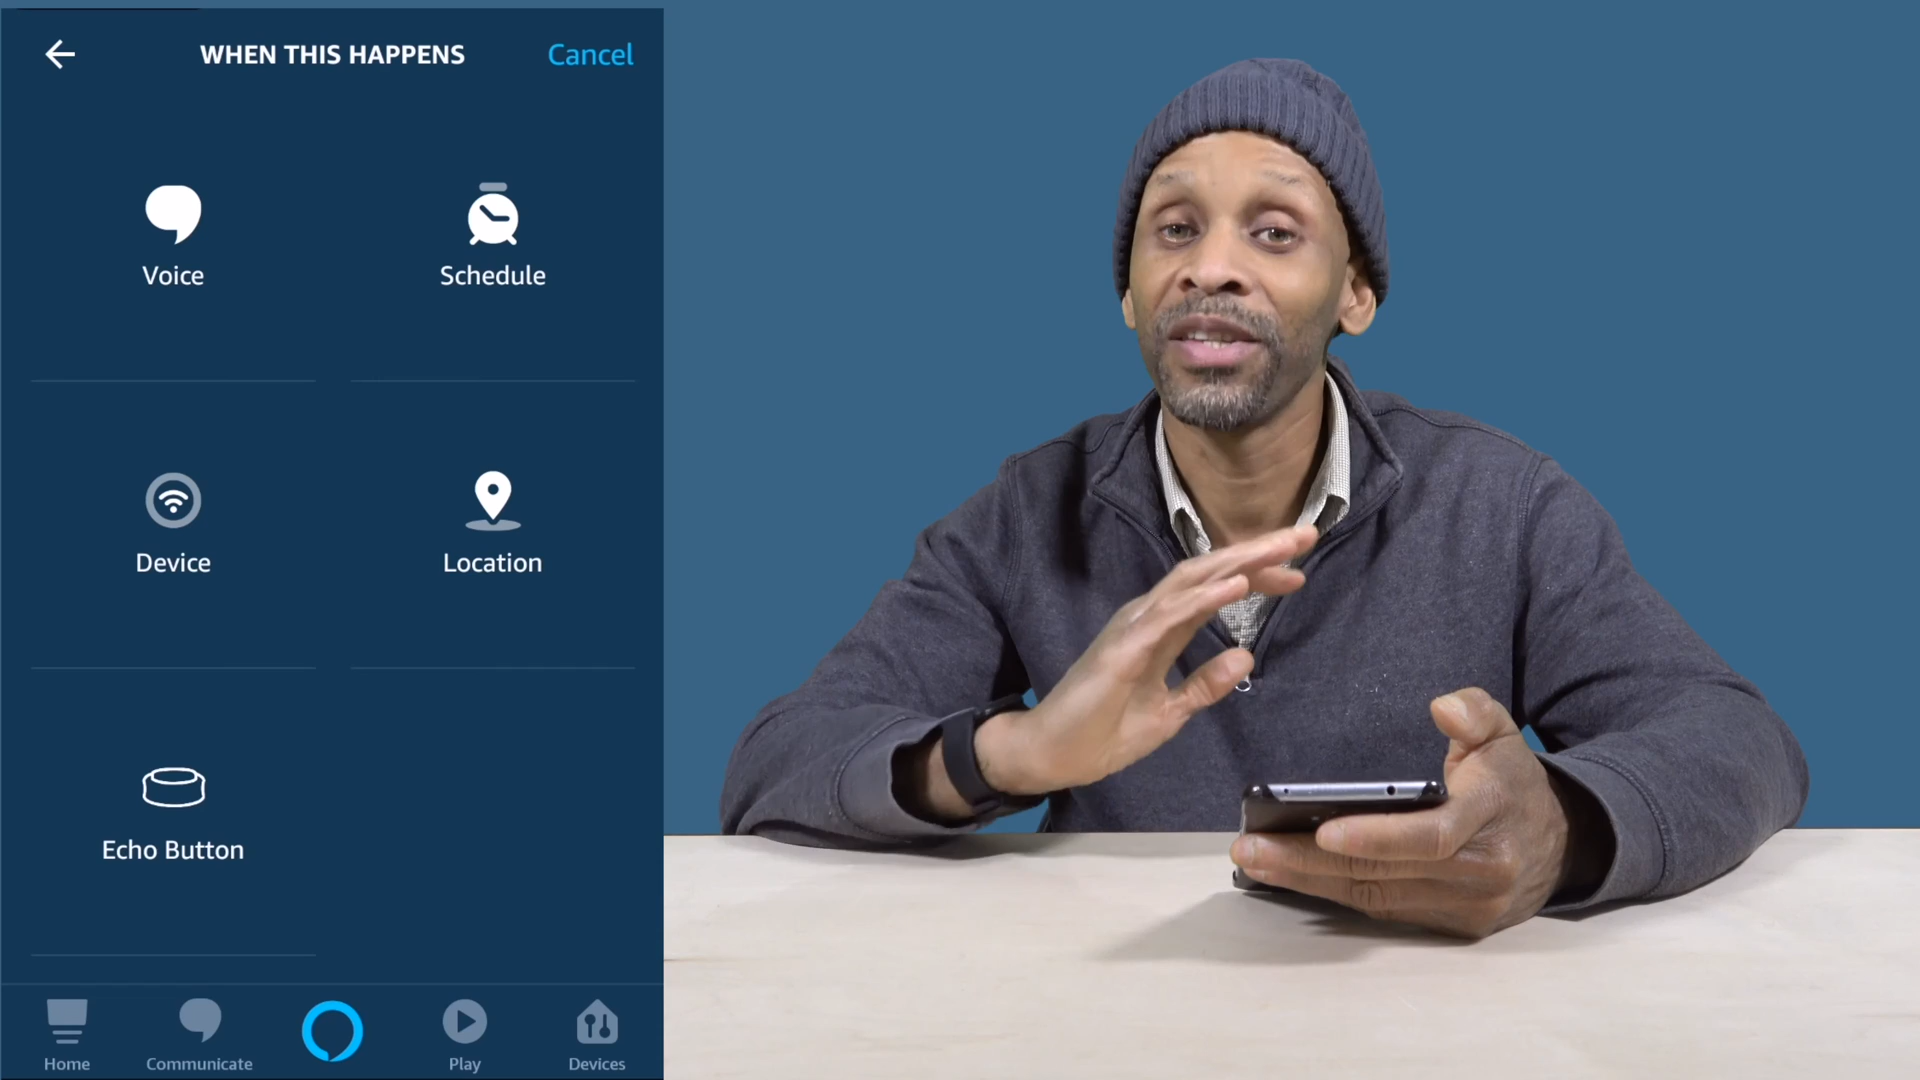 WHEN THIS HAPPENS Cancel
Voice Schedule
Device Location
Echo Button
Home Communicate Play Devices